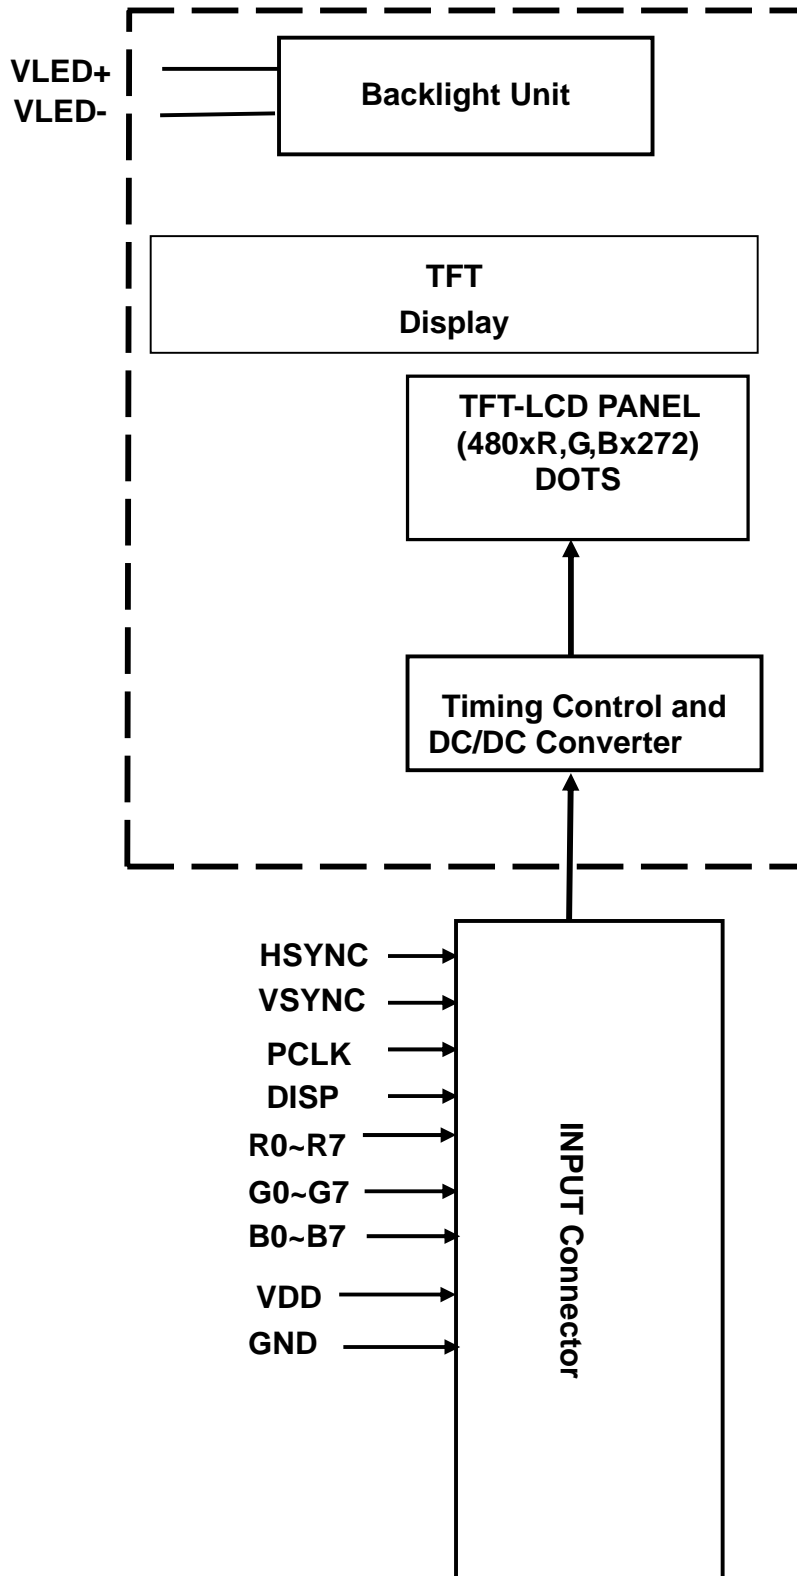 VLED+
VLED-
Backlight Unit
TFT
Display
TFT-LCD PANEL
(480xR,G,Bx272)
DOTS
Timing Control and
DC/DC Converter
HSYNC
VSYNC
PCLK
DISP
R0~R7
G0~G7
B0~B7
VDD
GND
INPUT Connector